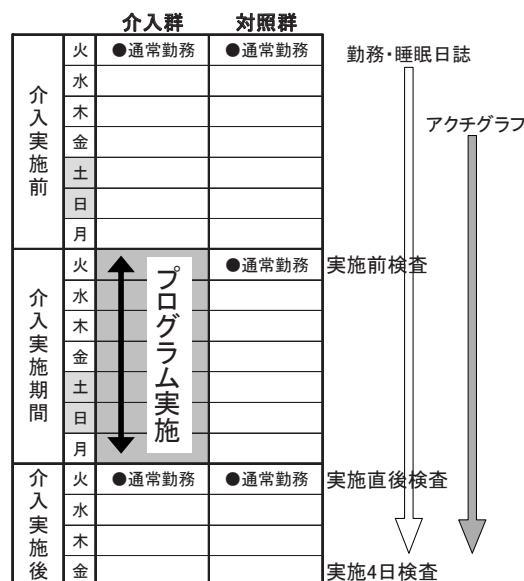 介入群 対照群
火 ●通常勤務 ●通常勤務 勤務・睡眠日誌
水
木
アクチグラフ
金
土
日
月
介入実施前
火 ●通常勤務 実施前検査
水
木
金
土
日
月
介入実施期間
プログラム実施
火 ●通常勤務 ●通常勤務 実施直後検査
水
木
金 実施4日検査
介入実施後